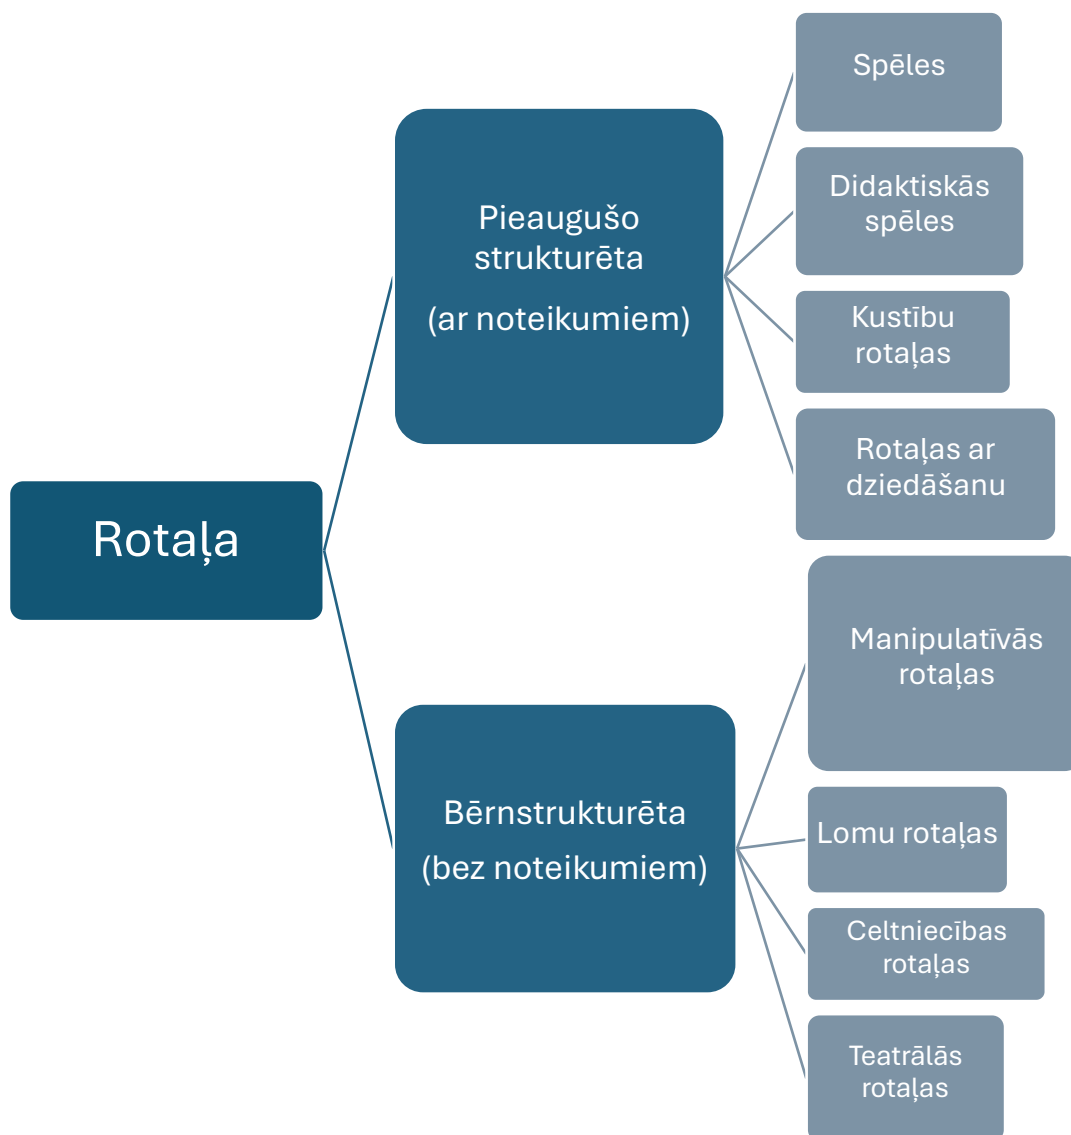 Rotaļa
Pieaugušo
strukturēta
(ar noteikumiem)
Spēles
Didaktiskās
spēles
Kustību
rotaļas
Rotaļas ar
dziedāšanu
Bērnstrukturēta
(bez noteikumiem)
Manipulatīvās
rotaļas
Lomu rotaļas
Celtniecības
rotaļas
Teatrālās
rotaļas